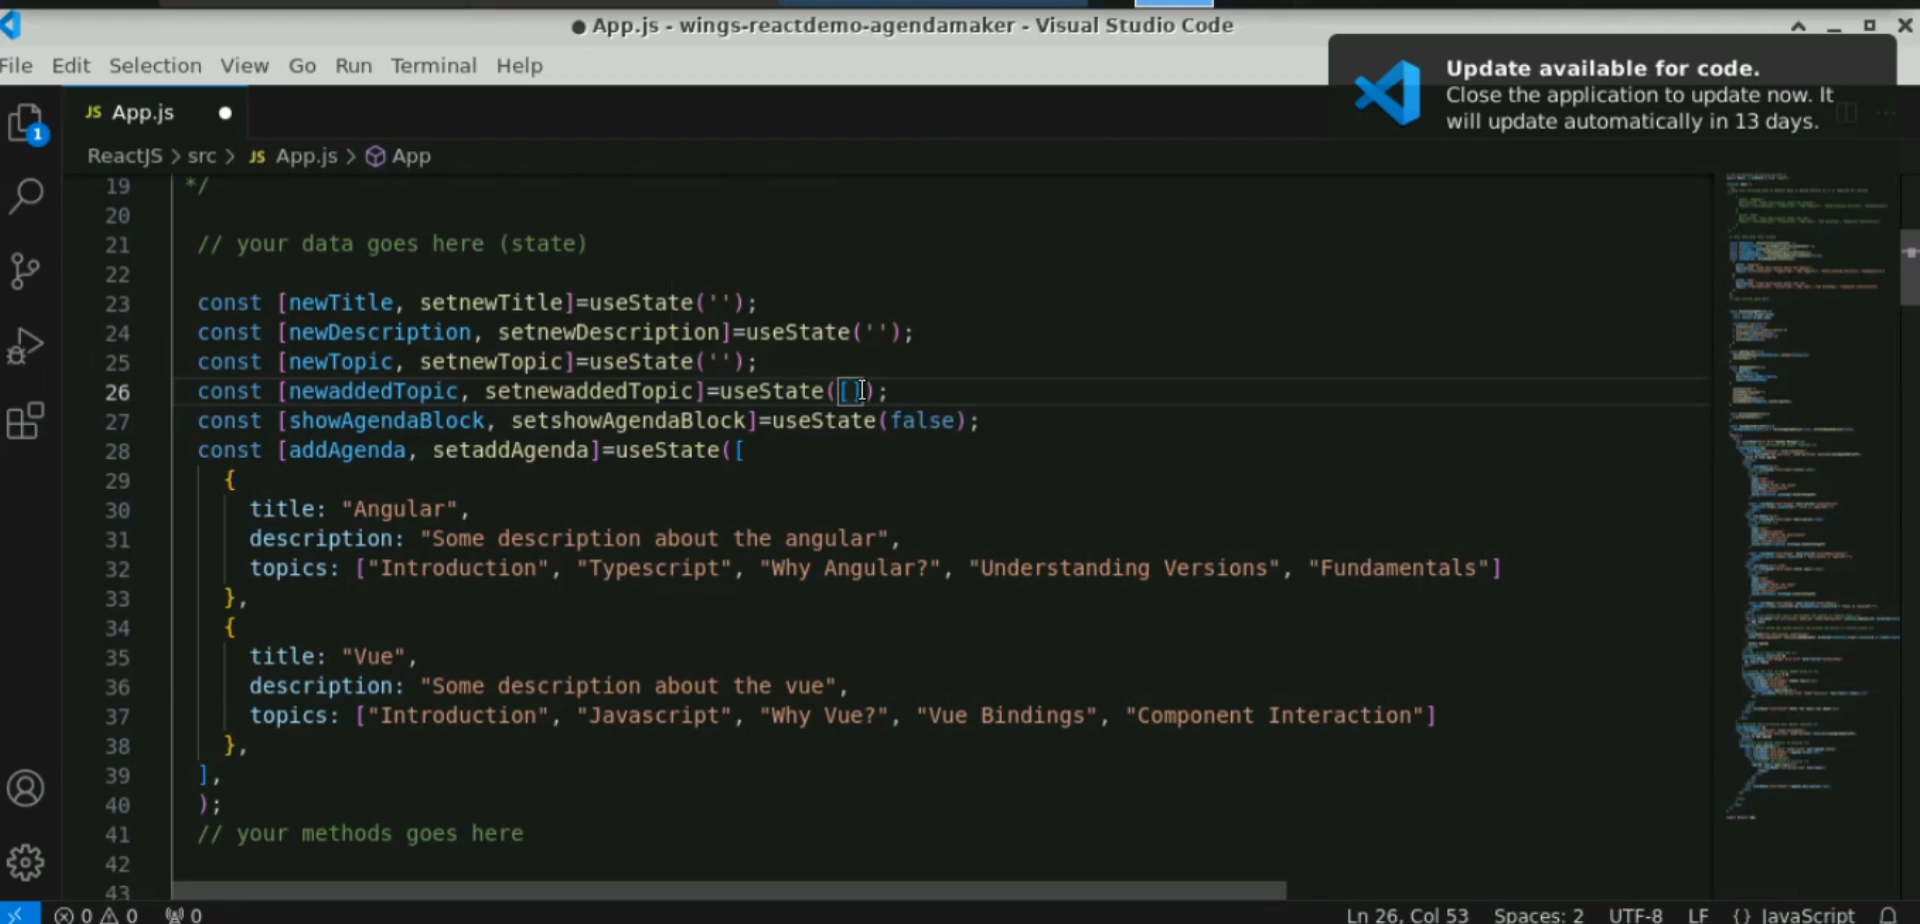 ● App.js - wings-reactdemo-agendamaker - Visual Studio Code
File Edit Selection View Go Run Terminal Help
Update available for code.
Close the application to update now. It
will update automatically in 13 days.
JS App.js ●
1
ReactJS > src > JS App.js > App
19 */
20
21 // your data goes here (state)
22
23 const [newTitle, setnewTitle]=useState('');
24 const [newDescription, setnewDescription]=useState('');
25 const [newTopic, setnewTopic]=useState('');
26 const [newaddedTopic, setnewaddedTopic]=useState([]);
27 const [showAgendaBlock, setshowAgendaBlock]=useState(false);
28 const [addAgenda, setaddAgenda]=useState([
29 {
30 title: "Angular",
31 description: "Some description about the angular",
32 topics: ["Introduction", "Typescript", "Why Angular?", "Understanding Versions", "Fundamentals"]
33 },
34 {
35 title: "Vue",
36 description: "Some description about the vue",
37 topics: ["Introduction", "Javascript", "Why Vue?", "Vue Bindings", "Component Interaction"]
38 },
39 ],
40 );
41 // your methods goes here
42
43
0 0 0 Ln 26, Col 53 Spaces: 2 UTF-8 LF {} JavaScript